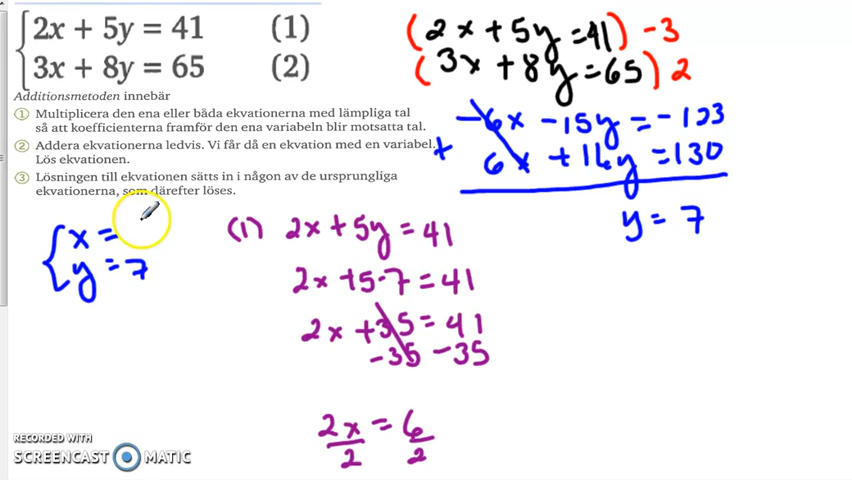 2x + 5y = 41 (1)
3x + 8y = 65 (2)
Additionsmetoden innebär
① Multiplicera den ena eller båda ekvationerna med lämpliga tal
så att koefficienterna framför den ena variabeln blir motsatta tal.
② Addera ekvationerna ledvis. Vi får då en ekvation med en variabel.
Lös ekvationen.
③ Lösningen till ekvationen sätts in i någon av de ursprungliga
ekvationerna, som därefter löses.
(2x + 5y = 41) -3
(3x + 8y = 65) 2
-6x - 15y = -123
+ 6x + 16y = 130
y = 7
x =
y = 7
(1) 2x + 5y = 41
2x + 5·7 = 41
2x + 35 = 41
-35 -35
2x = 6
2 2
RECORDED WITH
SCREENCAST MATIC